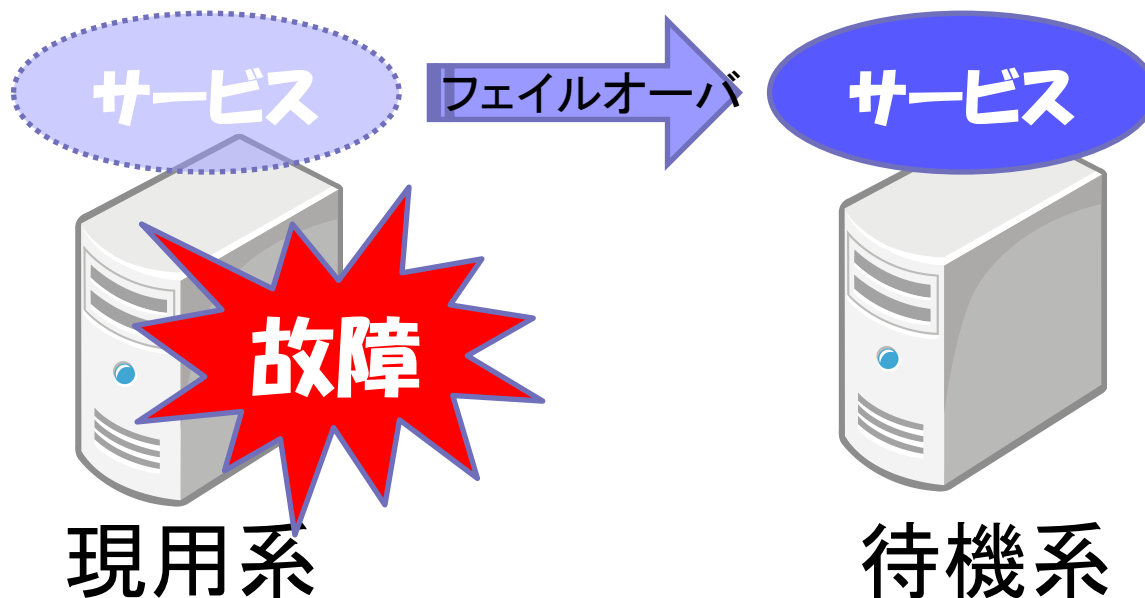 サービス
フェイルオーバ
サービス
故障
現用系
待機系